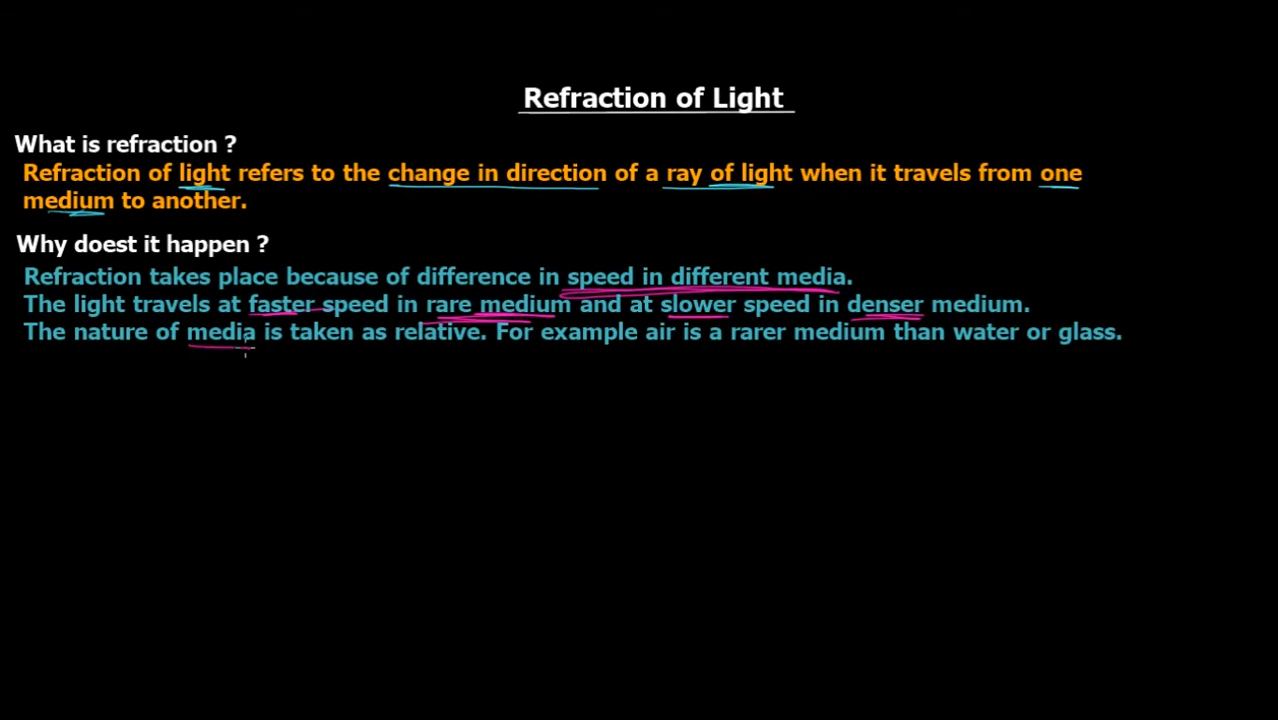 Refraction of Light
What is refraction ?
Refraction of light refers to the change in direction of a ray of light when it travels from one
medium to another.
Why doest it happen ?
Refraction takes place because of difference in speed in different media.
The light travels at faster speed in rare medium and at slower speed in denser medium.
The nature of media is taken as relative. For example air is a rarer medium than water or glass.